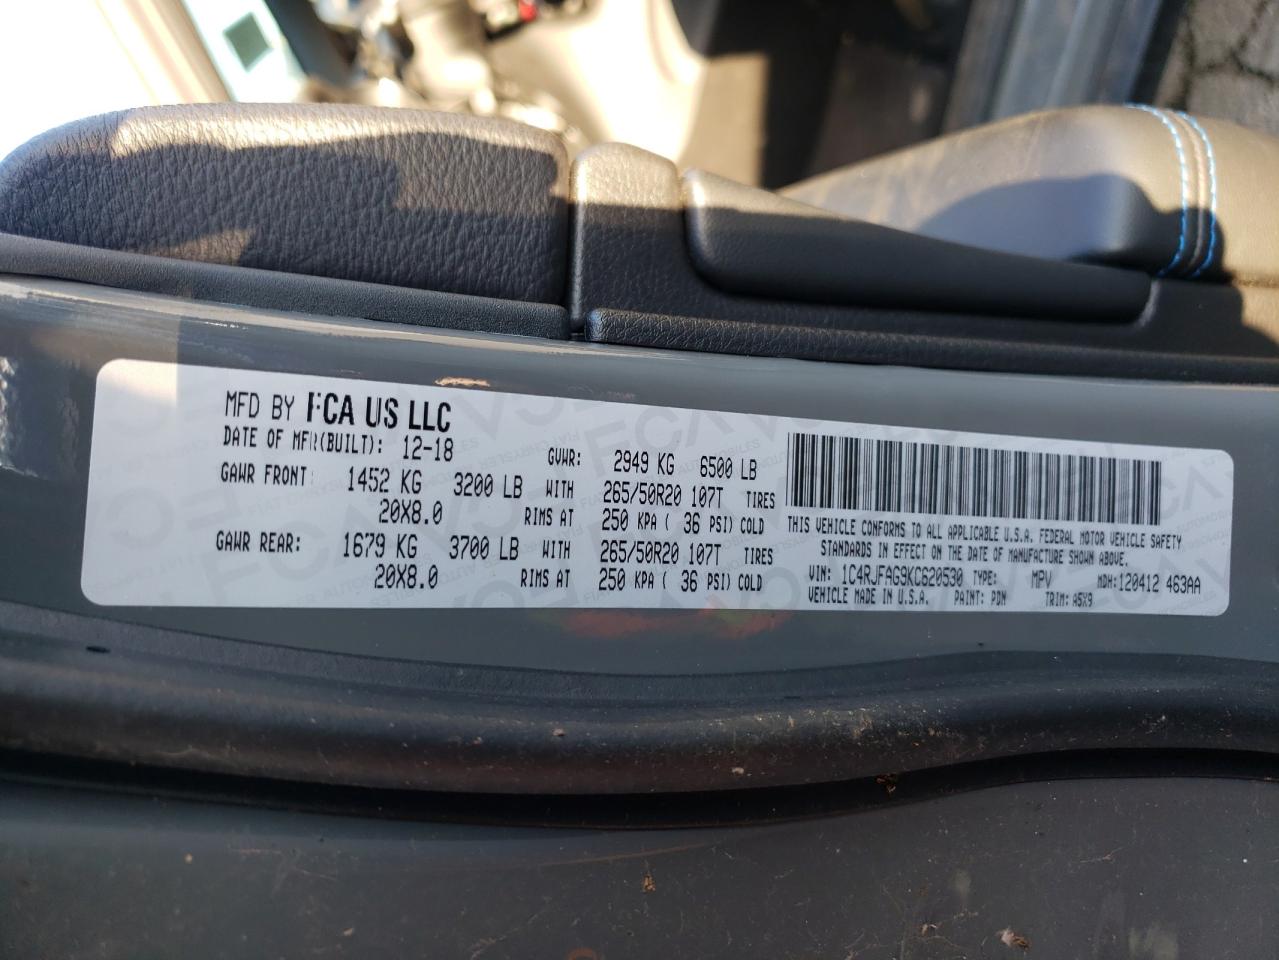 MFD BY FCA US LLC
DATE OF MFR(BUILT): 12-18 GVWR: 2949 KG 6500 LB
GAWR FRONT: 1452 KG 3200 LB WITH 265/50R20 107T TIRES
20X8.0 RIMS AT 250 KPA ( 36 PSI) COLD
GAWR REAR: 1679 KG 3700 LB WITH 265/50R20 107T TIRES
20X8.0 RIMS AT 250 KPA ( 36 PSI) COLD
THIS VEHICLE CONFORMS TO ALL APPLICABLE U.S.A. FEDERAL MOTOR VEHICLE SAFETY
STANDARDS IN EFFECT ON THE DATE OF MANUFACTURE SHOWN ABOVE.
VIN: 1C4RJFAG9KC620530 TYPE: MPV MDH:120412 463AA
VEHICLE MADE IN U.S.A. PAINT: PDN TRIM: A5X9